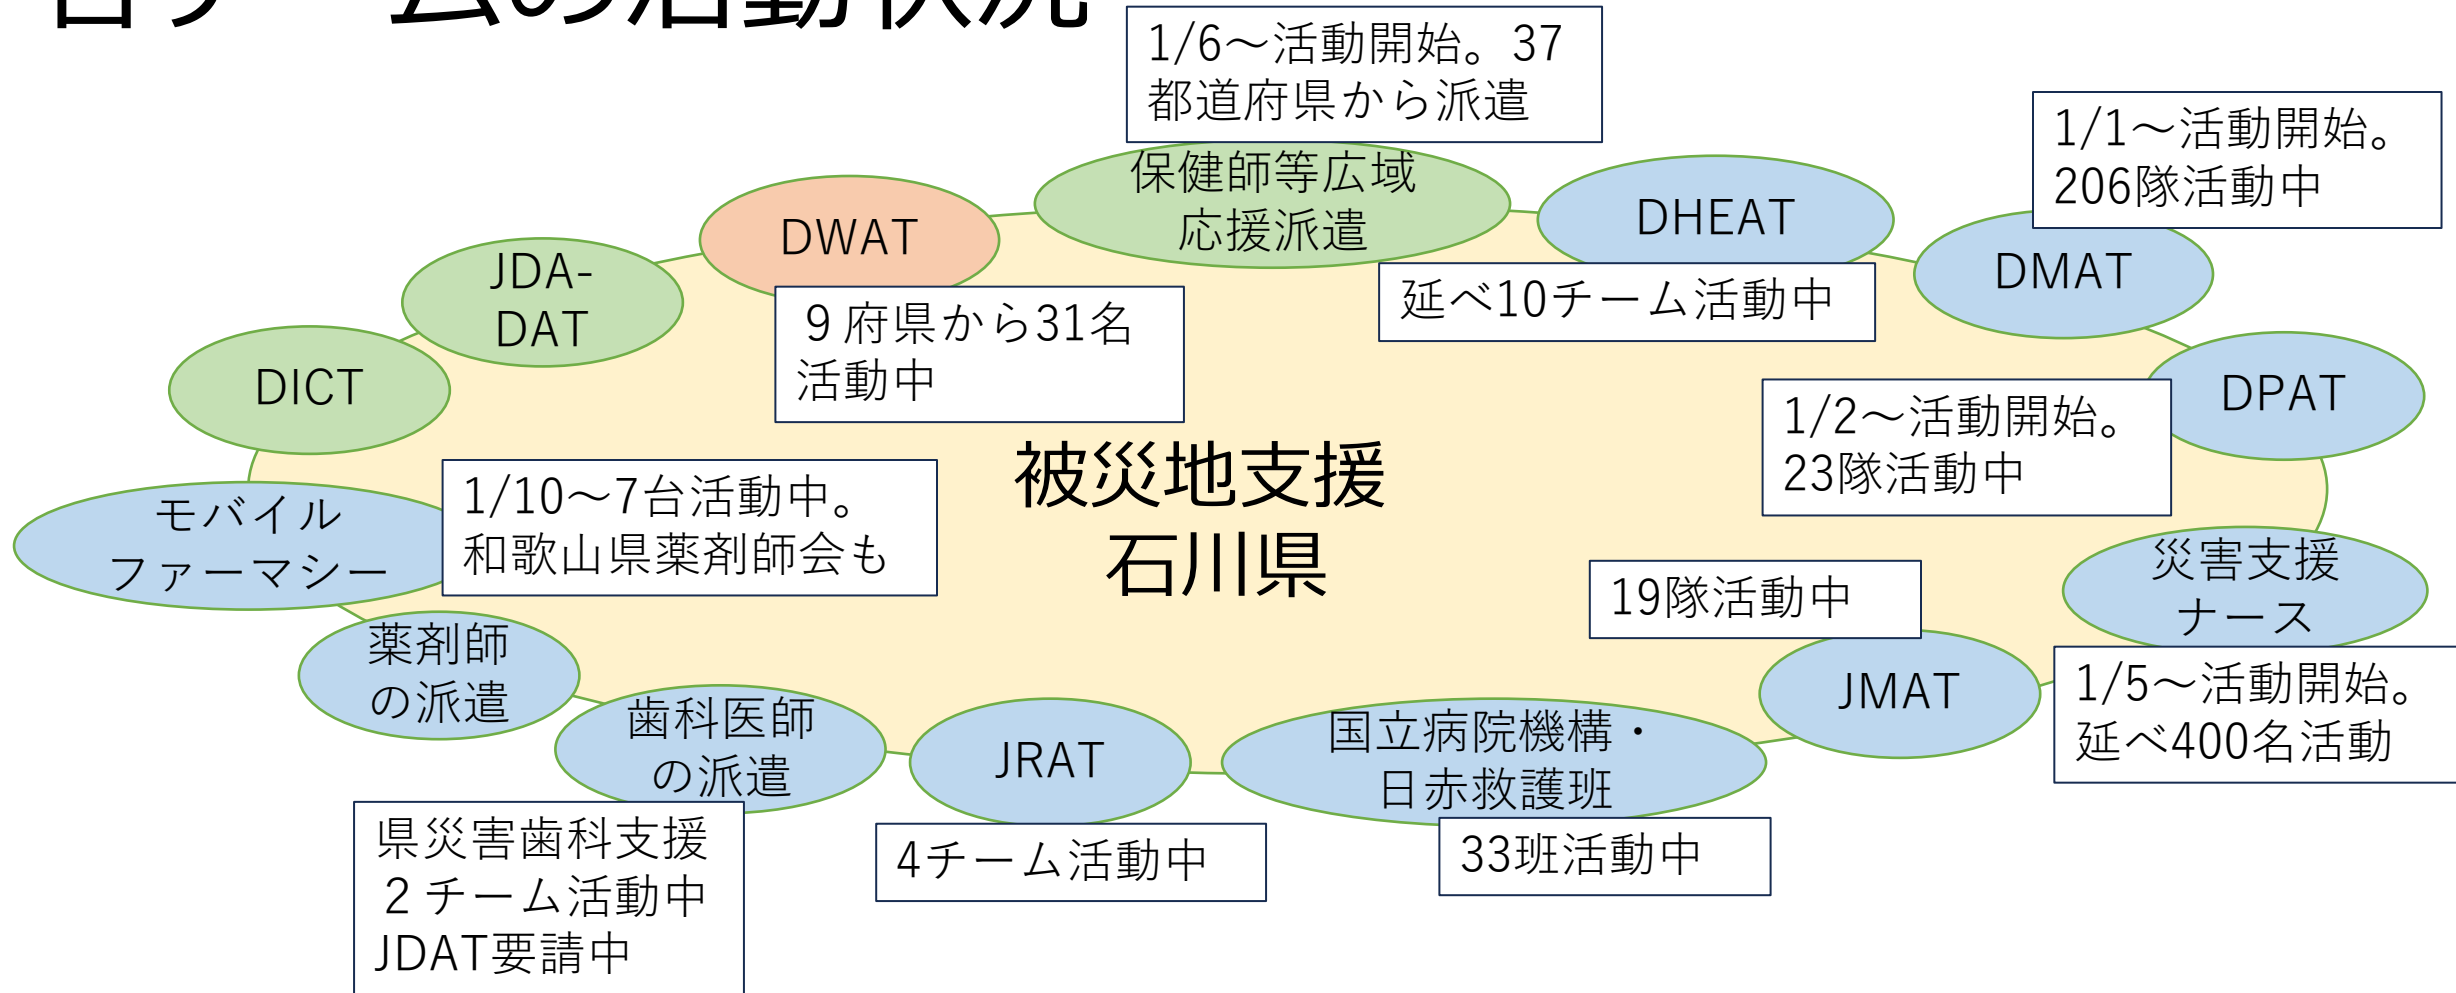 チームの活動状況
1/6～活動開始。37
都道府県から派遣
保健師等広域
応援派遣
DHEAT
延べ10チーム活動中
1/1～活動開始。
206隊活動中
DMAT
DPAT
1/2～活動開始。
23隊活動中
災害支援
ナース
1/5～活動開始。
延べ400名活動
19隊活動中
JMAT
国立病院機構・
日赤救護班
33班活動中
JRAT
4チーム活動中
歯科医師
の派遣
県災害歯科支援
２チーム活動中
JDAT要請中
薬剤師
の派遣
モバイル
ファーマシー
1/10～7台活動中。
和歌山県薬剤師会も
DICT
JDA-
DAT
DWAT
９府県から31名
活動中
被災地支援
石川県